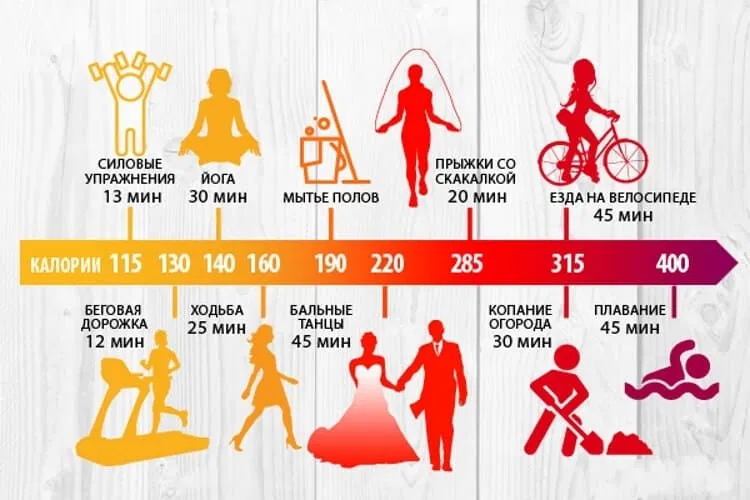 СИЛОВЫЕ
УПРАЖНЕНИЯ
13 мин
ЙОГА
30 мин
МЫТЬЕ ПОЛОВ
ПРЫЖКИ СО
СКАКАЛКОЙ
20 мин
ЕЗДА НА ВЕЛОСИПЕДЕ
45 мин
КАЛОРИИ 115 130 140 160 190 220 285 315 400
БЕГОВАЯ
ДОРОЖКА
12 мин
ХОДЬБА
25 мин
БАЛЬНЫЕ
ТАНЦЫ
45 мин
КОПАНИЕ
ОГОРОДА
30 мин
ПЛАВАНИЕ
45 мин